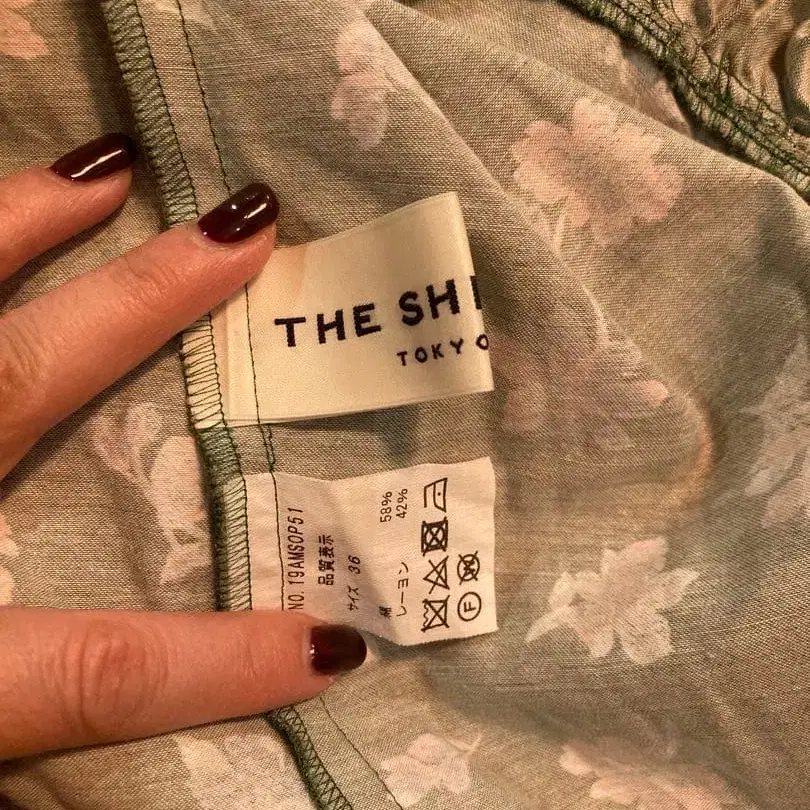 THE SHI
TOKYO
NO.19AMSOP51
品質表示
サイズ 36
綿 58%
レーヨン 42%
F